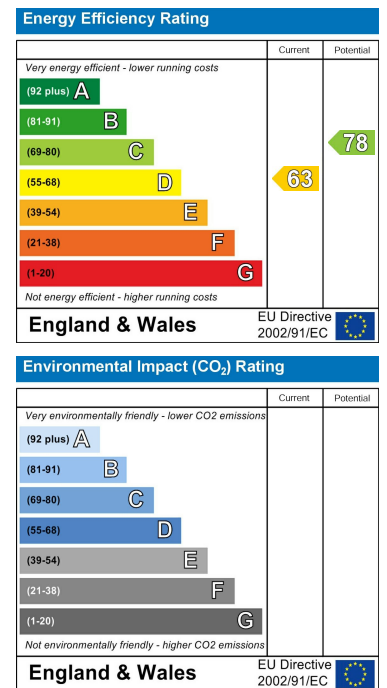 Energy Efficiency Rating
Current Potential
Very energy efficient - lower running costs
(92 plus) A
(81-91) B
(69-80) C
(55-68) D
(39-54) E
(21-38) F
(1-20) G
78
63
Not energy efficient - higher running costs
England & Wales
EU Directive
2002/91/EC
Environmental Impact (CO₂) Rating
Current Potential
Very environmentally friendly - lower CO2 emissions
(92 plus) A
(81-91) B
(69-80) C
(55-68) D
(39-54) E
(21-38) F
(1-20) G
Not environmentally friendly - higher CO2 emissions
England & Wales
EU Directive
2002/91/EC